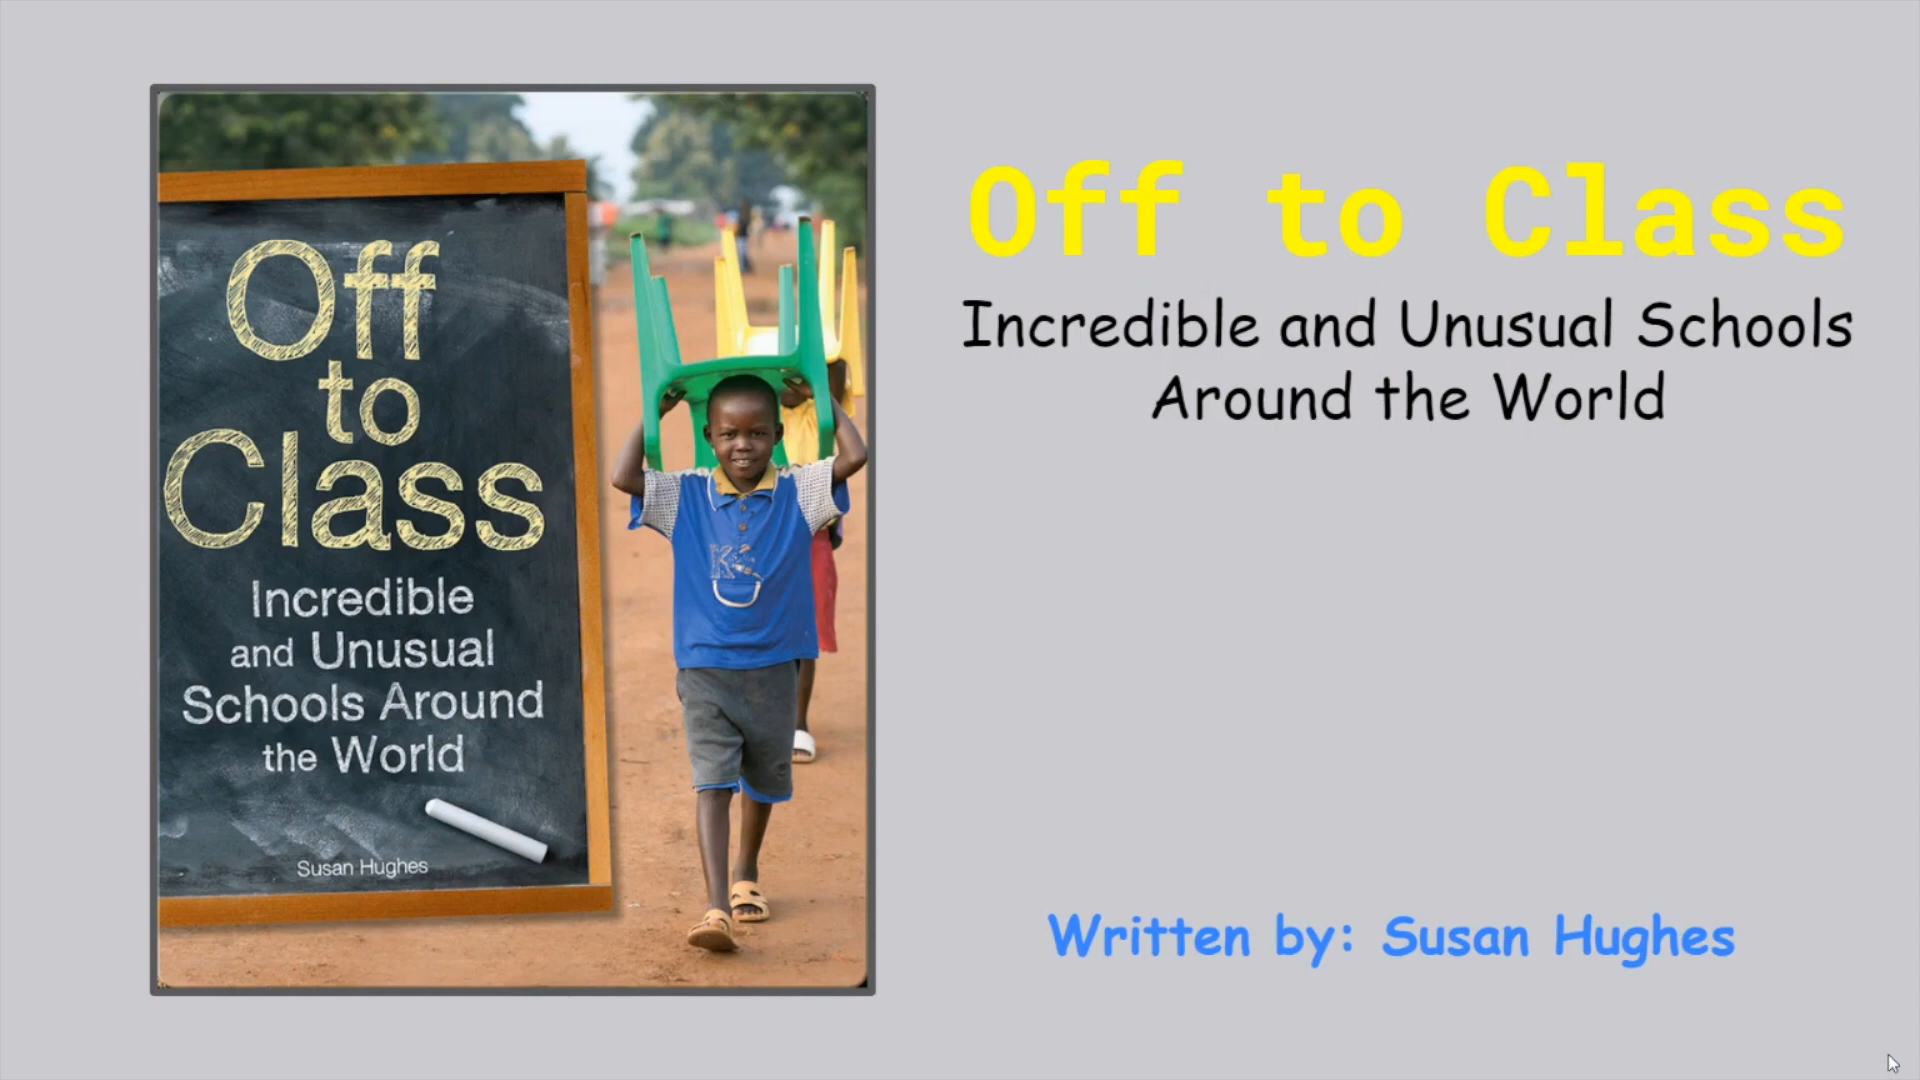 Off
to
Class
Incredible
and Unusual
Schools Around
the World
Susan Hughes
Off to Class
Incredible and Unusual Schools
Around the World
Written by: Susan Hughes